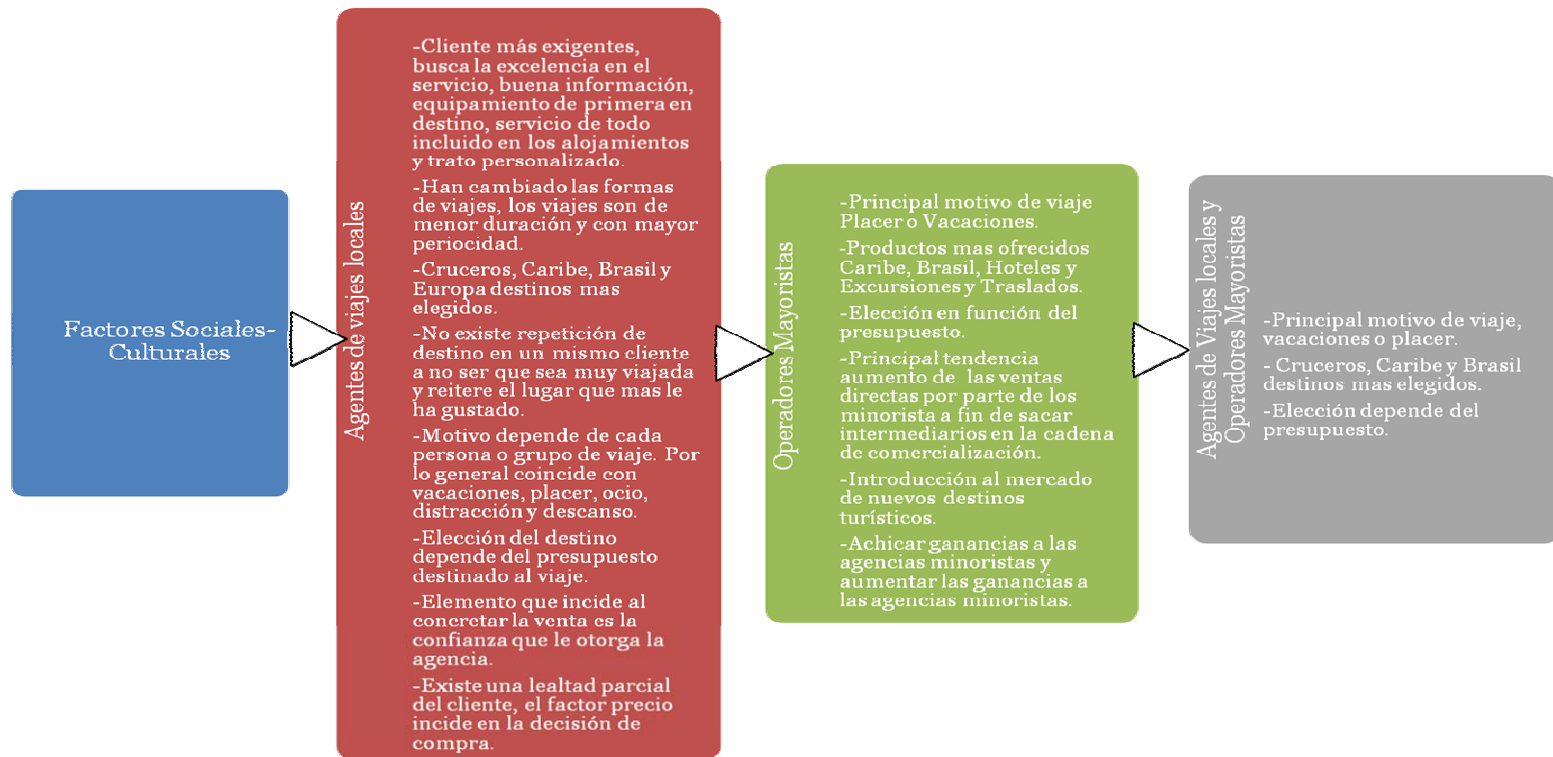 Factores Sociales-
Culturales
Agentes de viajes locales
-Cliente más exigentes,
busca la excelencia en el
servicio, buena información,
equipamiento de primera en
destino, servicio de todo
incluido en los alojamientos
y trato personalizado.
-Han cambiado las formas
de viajes, los viajes son de
menor duración y con mayor
periocidad.
-Cruceros, Caribe, Brasil y
Europa destinos mas
elegidos.
-No existe repetición de
destino en un mismo cliente
a no ser que sea muy viajada
y reitere el lugar que mas le
ha gustado.
-Motivo depende de cada
persona o grupo de viaje. Por
lo general coincide con
vacaciones, placer, ocio,
distracción y descanso.
-Elección del destino
depende del presupuesto
destinado al viaje.
-Elemento que incide al
concretar la venta es la
confianza que le otorga la
agencia.
-Existe una lealtad parcial
del cliente, el factor precio
incide en la decisión de
compra.
Operadores Mayoristas
-Principal motivo de viaje
Placer o Vacaciones.
-Productos mas ofrecidos
Caribe, Brasil, Hoteles y
Excursiones y Traslados.
-Elección en función del
presupuesto.
-Principal tendencia
aumento de las ventas
directas por parte de los
minorista a fin de sacar
intermediarios en la cadena
de comercialización.
-Introducción al mercado
de nuevos destinos
turísticos.
-Achicar ganancias a las
agencias minoristas y
aumentar las ganancias a
las agencias minoristas.
Agentes de Viajes locales y
Operadores Mayoristas
-Principal motivo de viaje,
vacaciones o placer.
- Cruceros, Caribe y Brasil
destinos mas elegidos.
-Elección depende del
presupuesto.